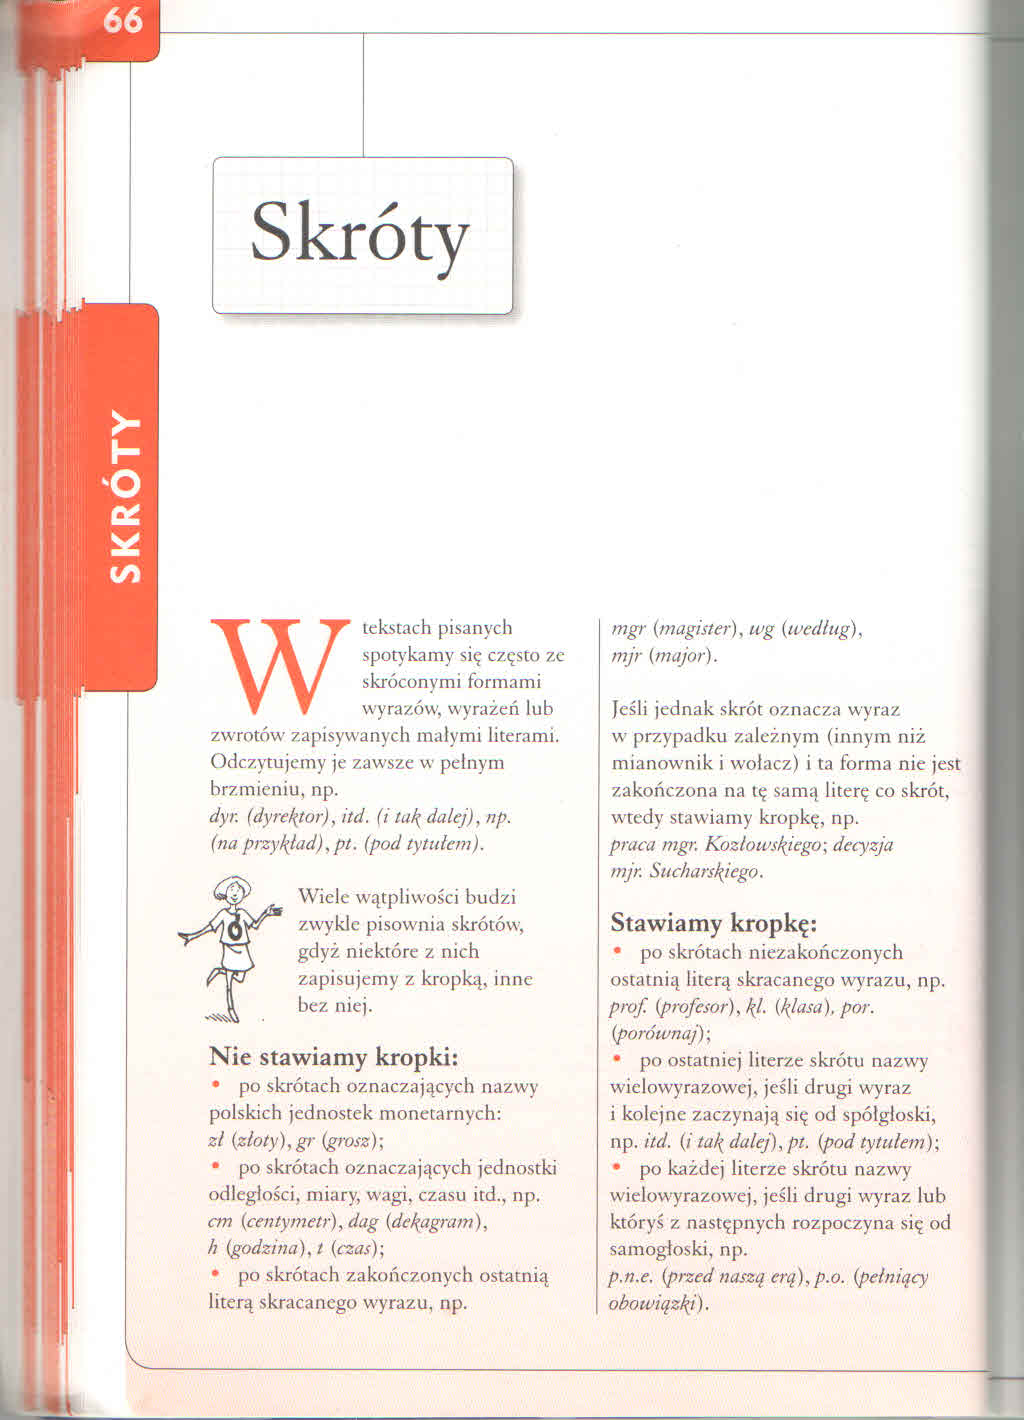 66
Skróty
SKRÓTY
W tekstach pisanych
spotykamy się często ze
skróconymi formami
wyrazów, wyrażeń lub
zwrotów zapisywanych małymi literami.
Odczytujemy je zawsze w pełnym
brzmieniu, np.
dyr. (dyrektor), itd. (i tak dalej), np.
(na przykład), pt. (pod tytułem).
Wiele wątpliwości budzi
zwykle pisownia skrótów,
gdyż niektóre z nich
zapisujemy z kropką, inne
bez niej.
Nie stawiamy kropki:
• po skrótach oznaczających nazwy
polskich jednostek monetarnych:
zł (złoty), gr (grosz);
• po skrótach oznaczających jednostki
odległości, miary, wagi, czasu itd., np.
cm (centymetr), dag (dekagram),
h (godzina), t (czas);
• po skrótach zakończonych ostatnią
literą skracanego wyrazu, np.
mgr (magister), wg (według),
mjr (major).
Jeśli jednak skrót oznacza wyraz
w przypadku zależnym (innym niż
mianownik i wołacz) i ta forma nie jest
zakończona na tę samą literę co skrót,
wtedy stawiamy kropkę, np.
praca mgr. Kozłowskiego; decyzja
mjr. Sucharskiego.
Stawiamy kropkę:
• po skrótach niezakończonych
ostatnią literą skracanego wyrazu, np.
prof. (profesor), kl. (klasa), por.
(porównaj);
• po ostatniej literze skrótu nazwy
wielowyrazowej, jeśli drugi wyraz
i kolejne zaczynają się od spółgłoski,
np. itd. (i tak dalej), pt. (pod tytułem);
• po każdej literze skrótu nazwy
wielowyrazowej, jeśli drugi wyraz lub
któryś z następnych rozpoczyna się od
samogłoski, np.
p.n.e. (przed naszą erą), p.o. (pełniący
obowiązki).